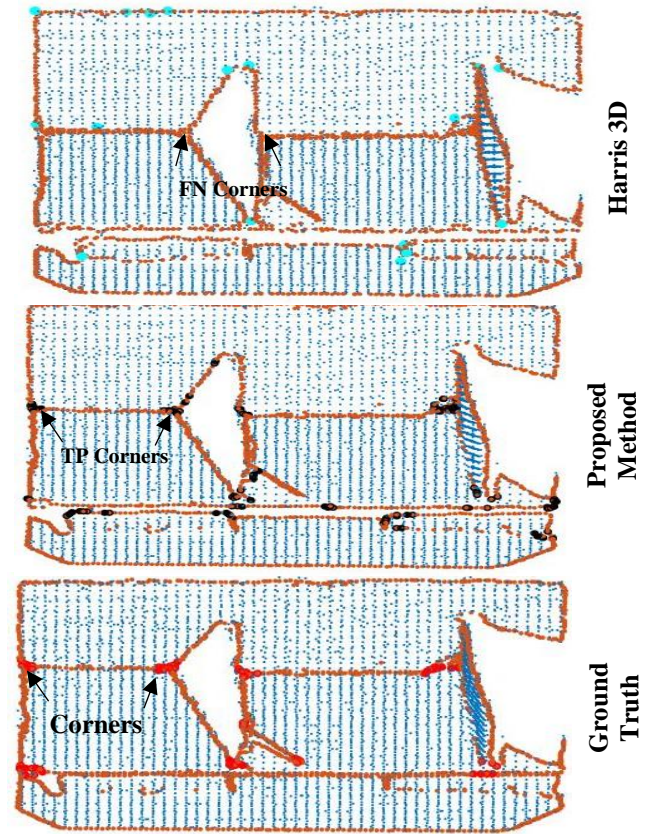 FN Corners
Harris 3D
TP Corners
Proposed
Method
Corners
Ground
Truth